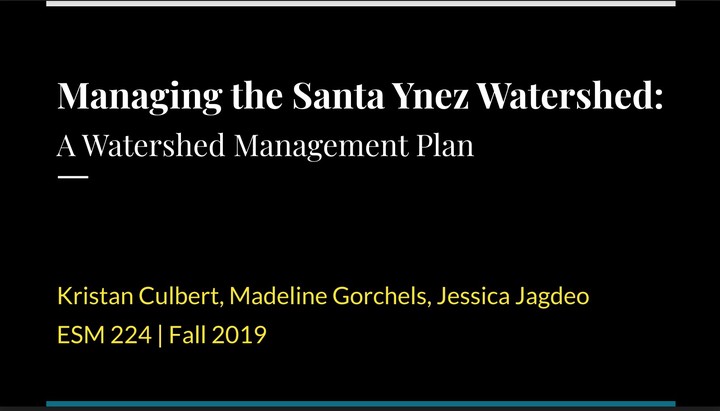 Managing the Santa Ynez Watershed:
A Watershed Management Plan
Kristan Culbert, Madeline Gorchels, Jessica Jagdeo
ESM 224 | Fall 2019